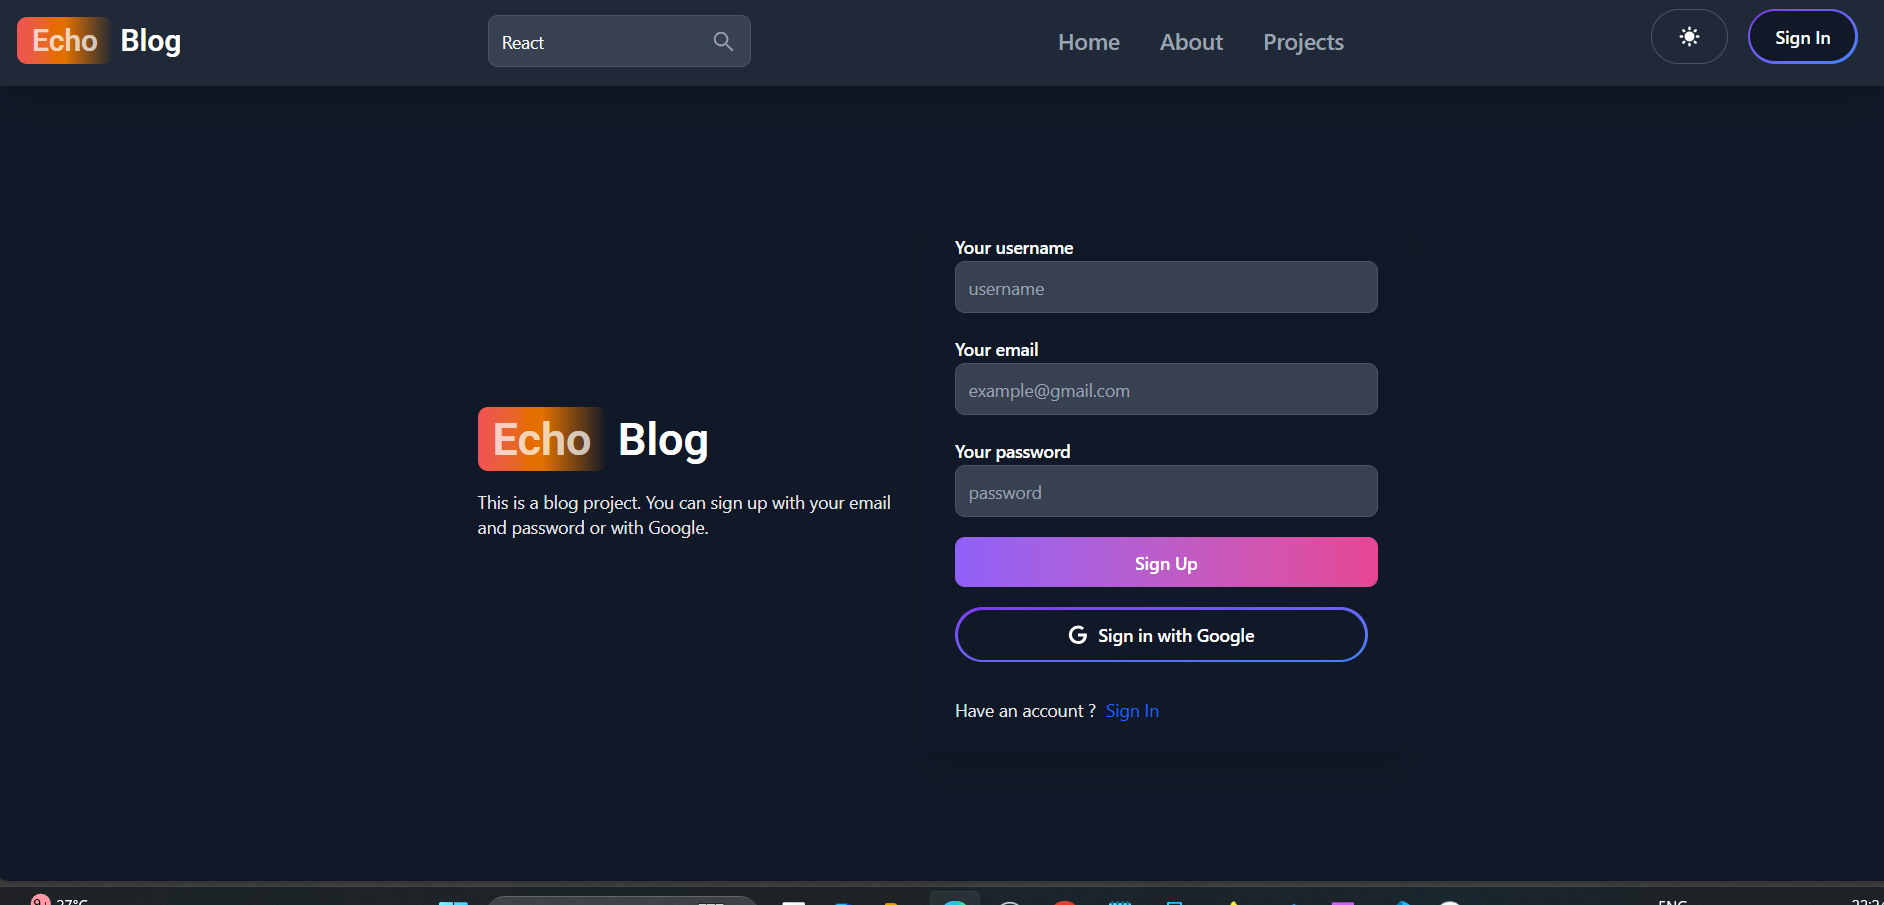 Echo Blog
React
Home
About
Projects
Sign In
Your username
username
Your email
example@gmail.com
Echo Blog
This is a blog project. You can sign up with your email
and password or with Google.
Your password
password
Sign Up
G Sign in with Google
Have an account ? Sign In